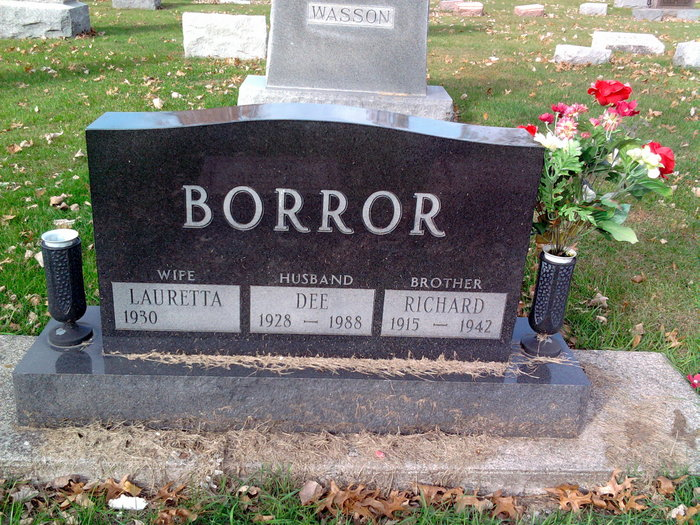 WASSON
BORROR
WIFE
LAURETTA
1930
HUSBAND
DEE
1928 — 1988
BROTHER
RICHARD
1915 — 1942